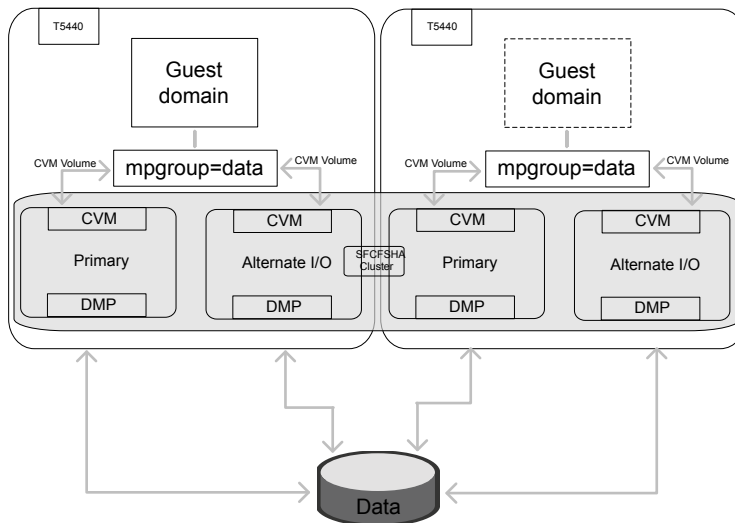 T5440
T5440
Guest
domain
Guest
domain
CVM Volume
mpgroup=data
CVM Volume
CVM Volume
mpgroup=data
CVM Volume
CVM
CVM
CVM
CVM
Primary
Alternate I/O
SFCFSHA
Cluster
Primary
Alternate I/O
DMP
DMP
DMP
DMP
Data